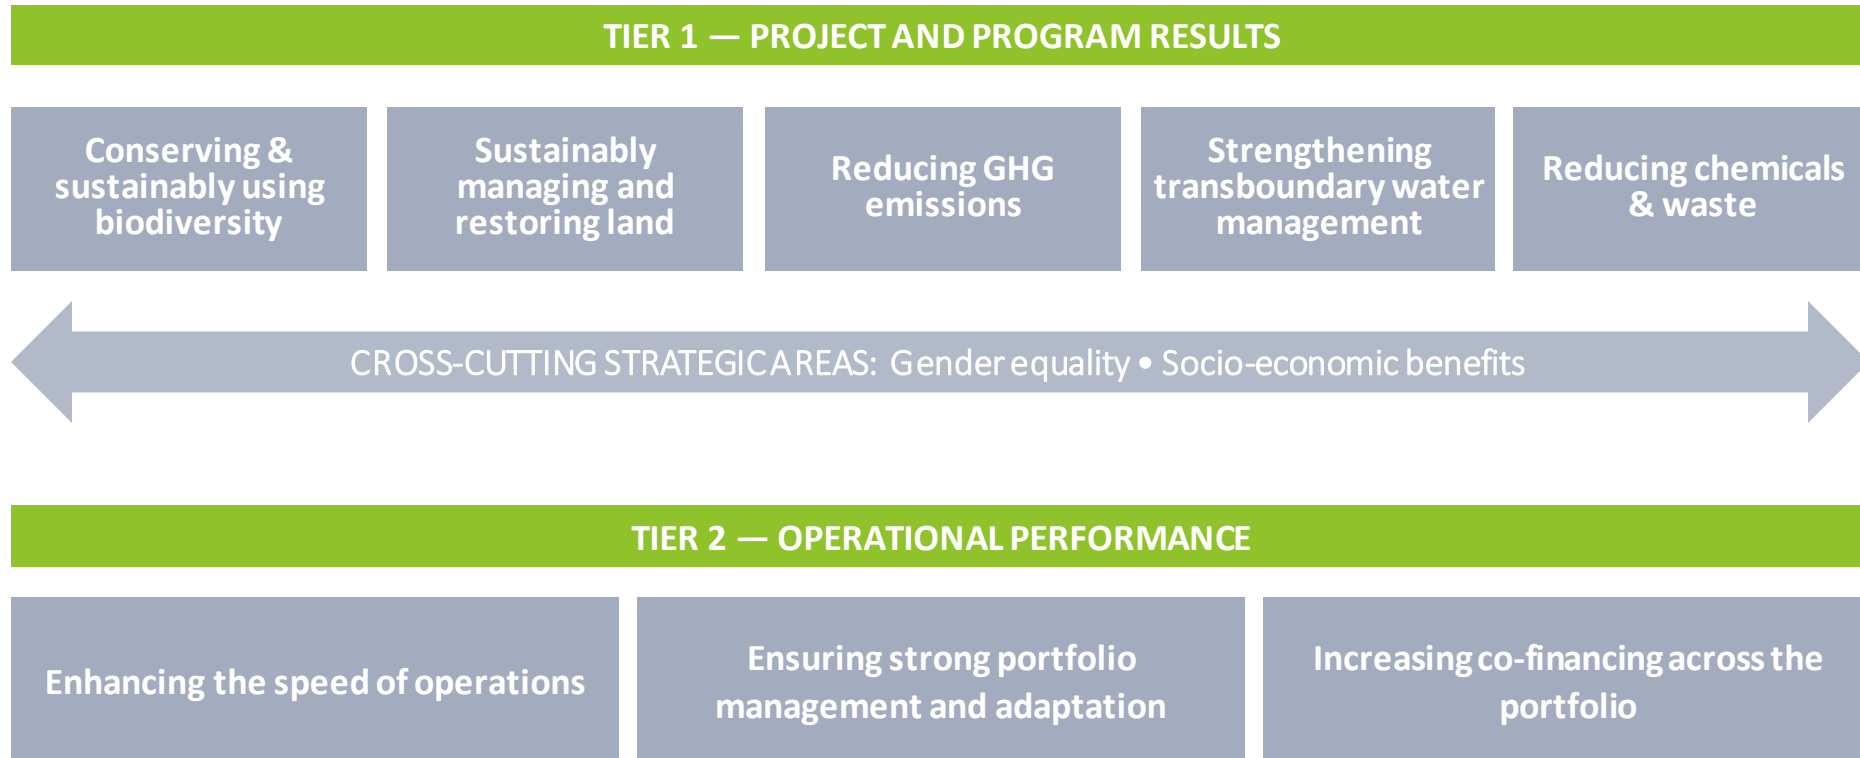 TIER 1 — PROJECT AND PROGRAM RESULTS
Conserving &
sustainably using
biodiversity
Sustainably
managing and
restoring land
Reducing GHG
emissions
Strengthening
transboundary water
management
Reducing chemicals
& waste
CROSS-CUTTING STRATEGIC AREAS: Gender equality • Socio-economic benefits
TIER 2 — OPERATIONAL PERFORMANCE
Enhancing the speed of operations
Ensuring strong portfolio
management and adaptation
Increasing co-financing across the
portfolio